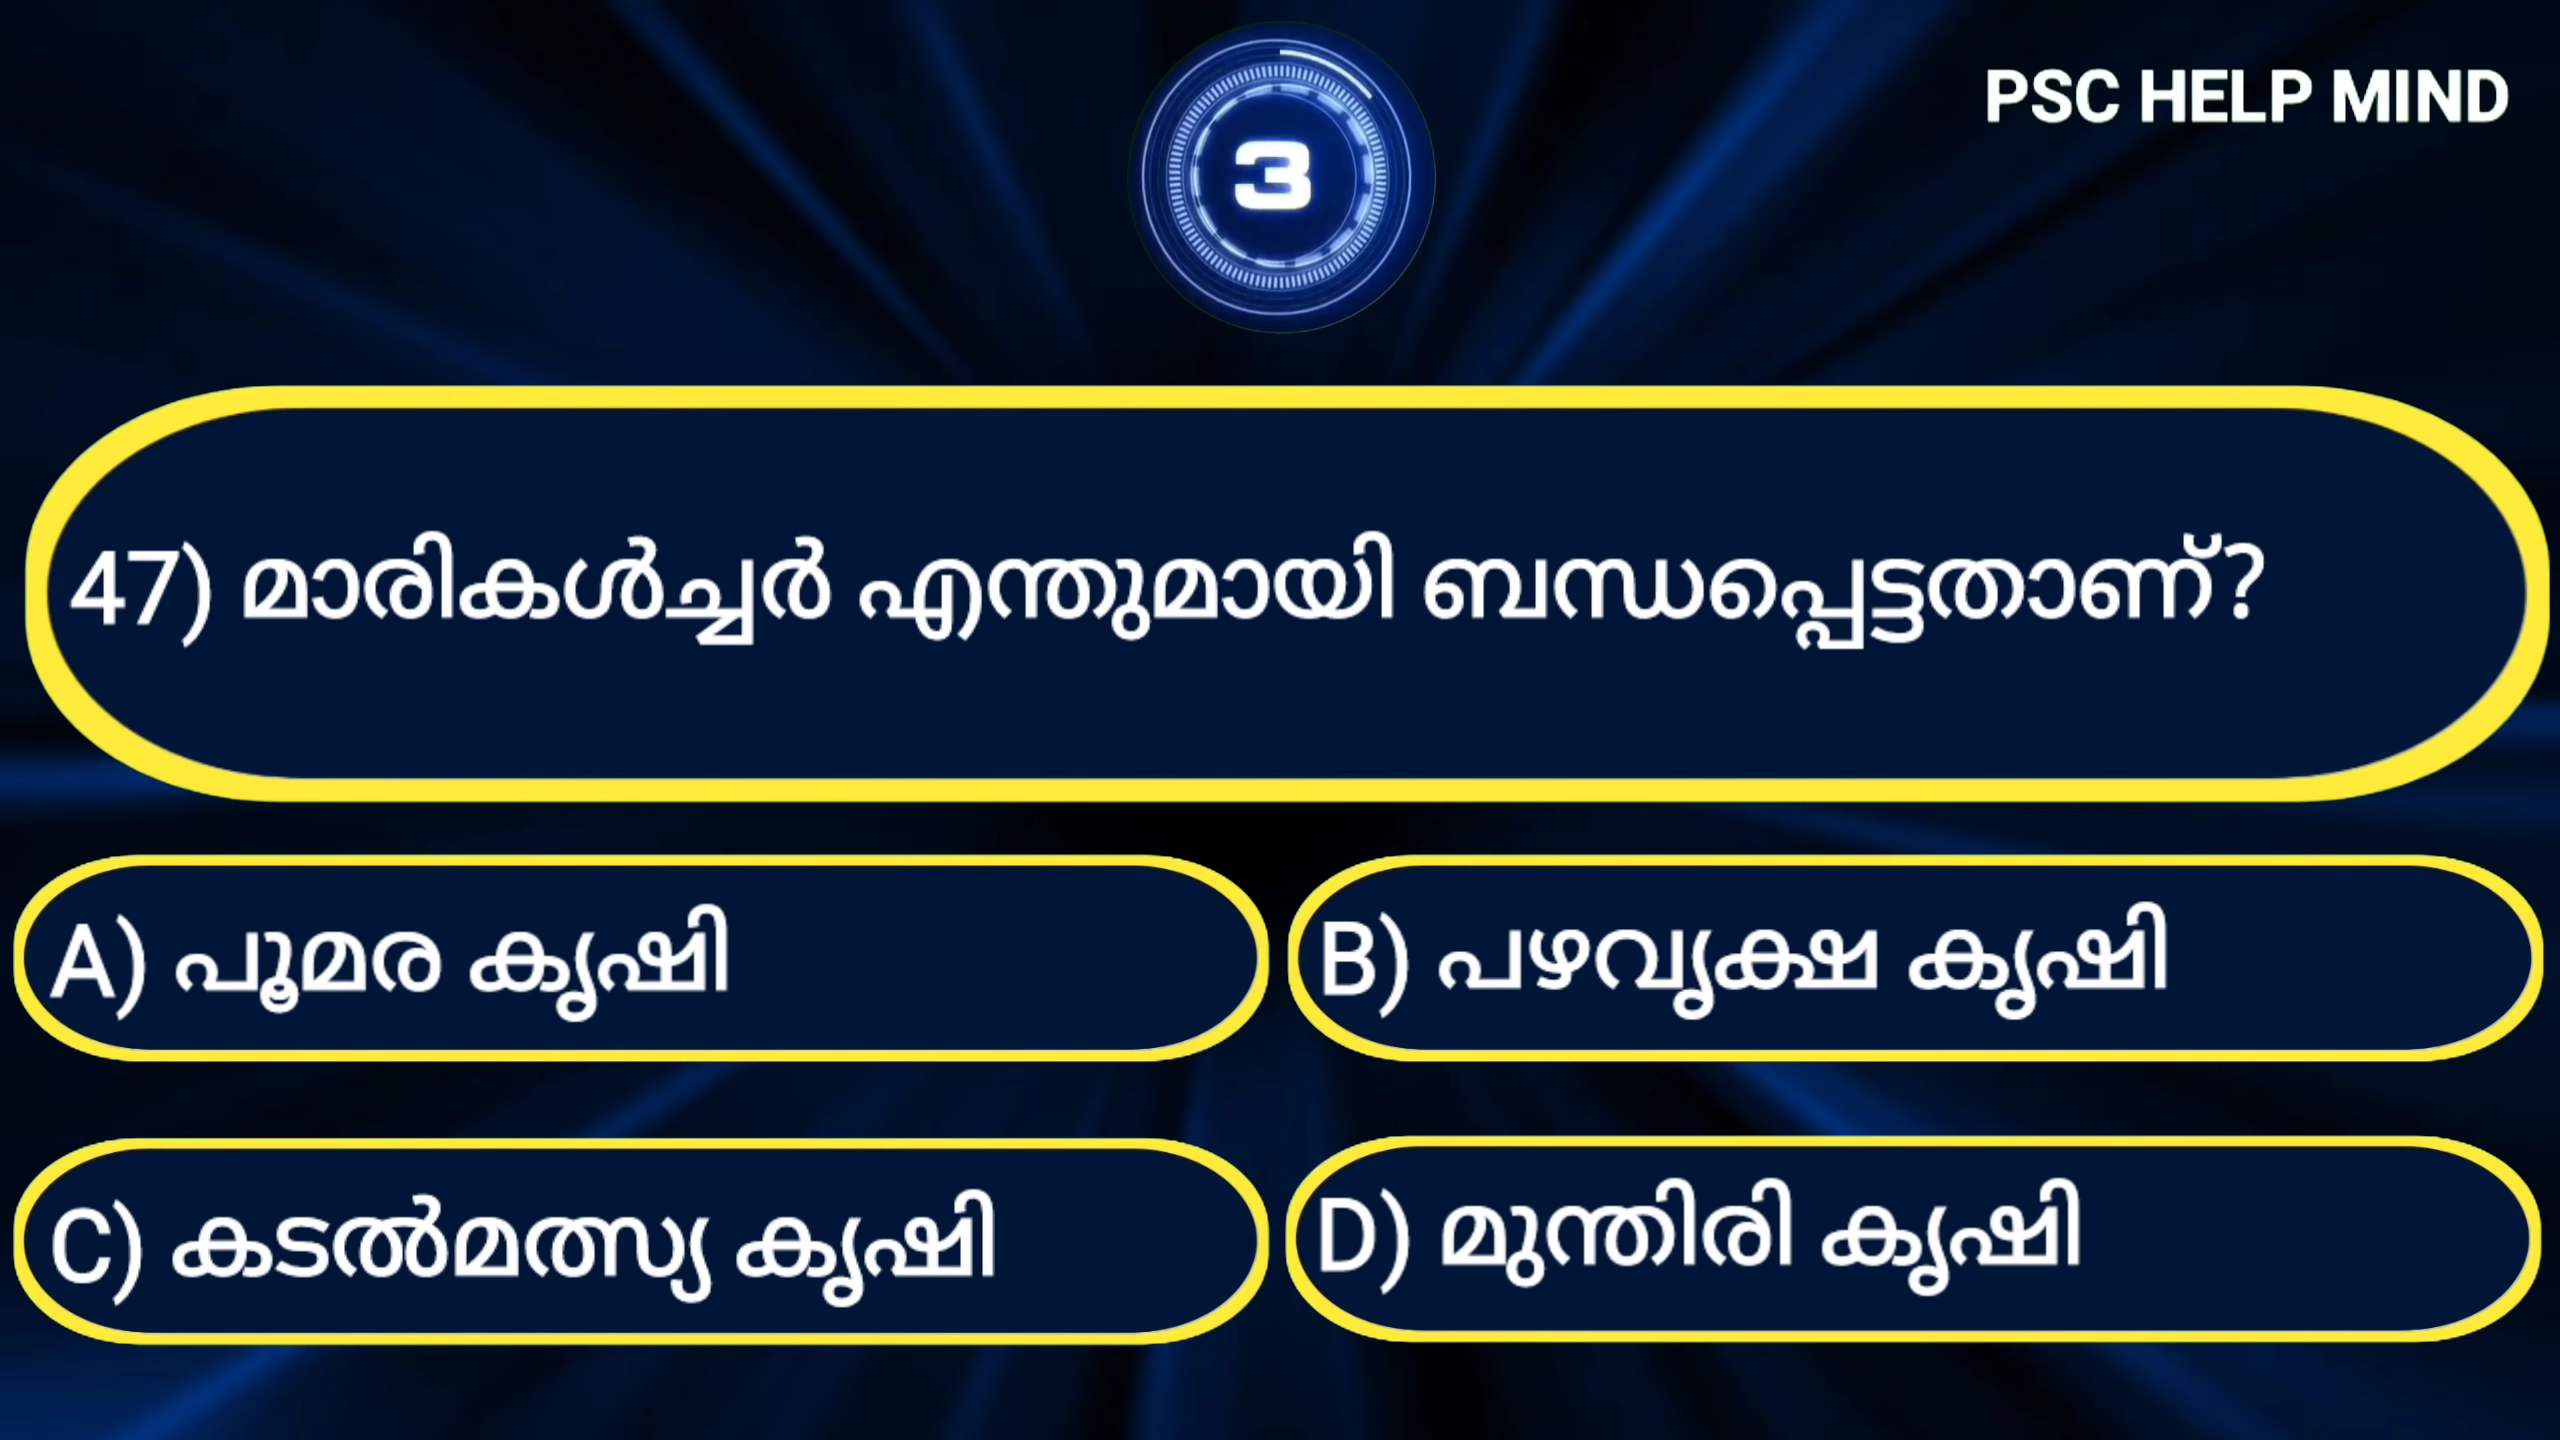 3
PSC HELP MIND
47) മാരികൾച്ചർ എന്തുമായി ബന്ധപ്പെട്ടതാണ്?
A) പൂമര കൃഷി
B) പഴവൃക്ഷ കൃഷി
C) കടൽമത്സ്യ കൃഷി
D) മുന്തിരി കൃഷി